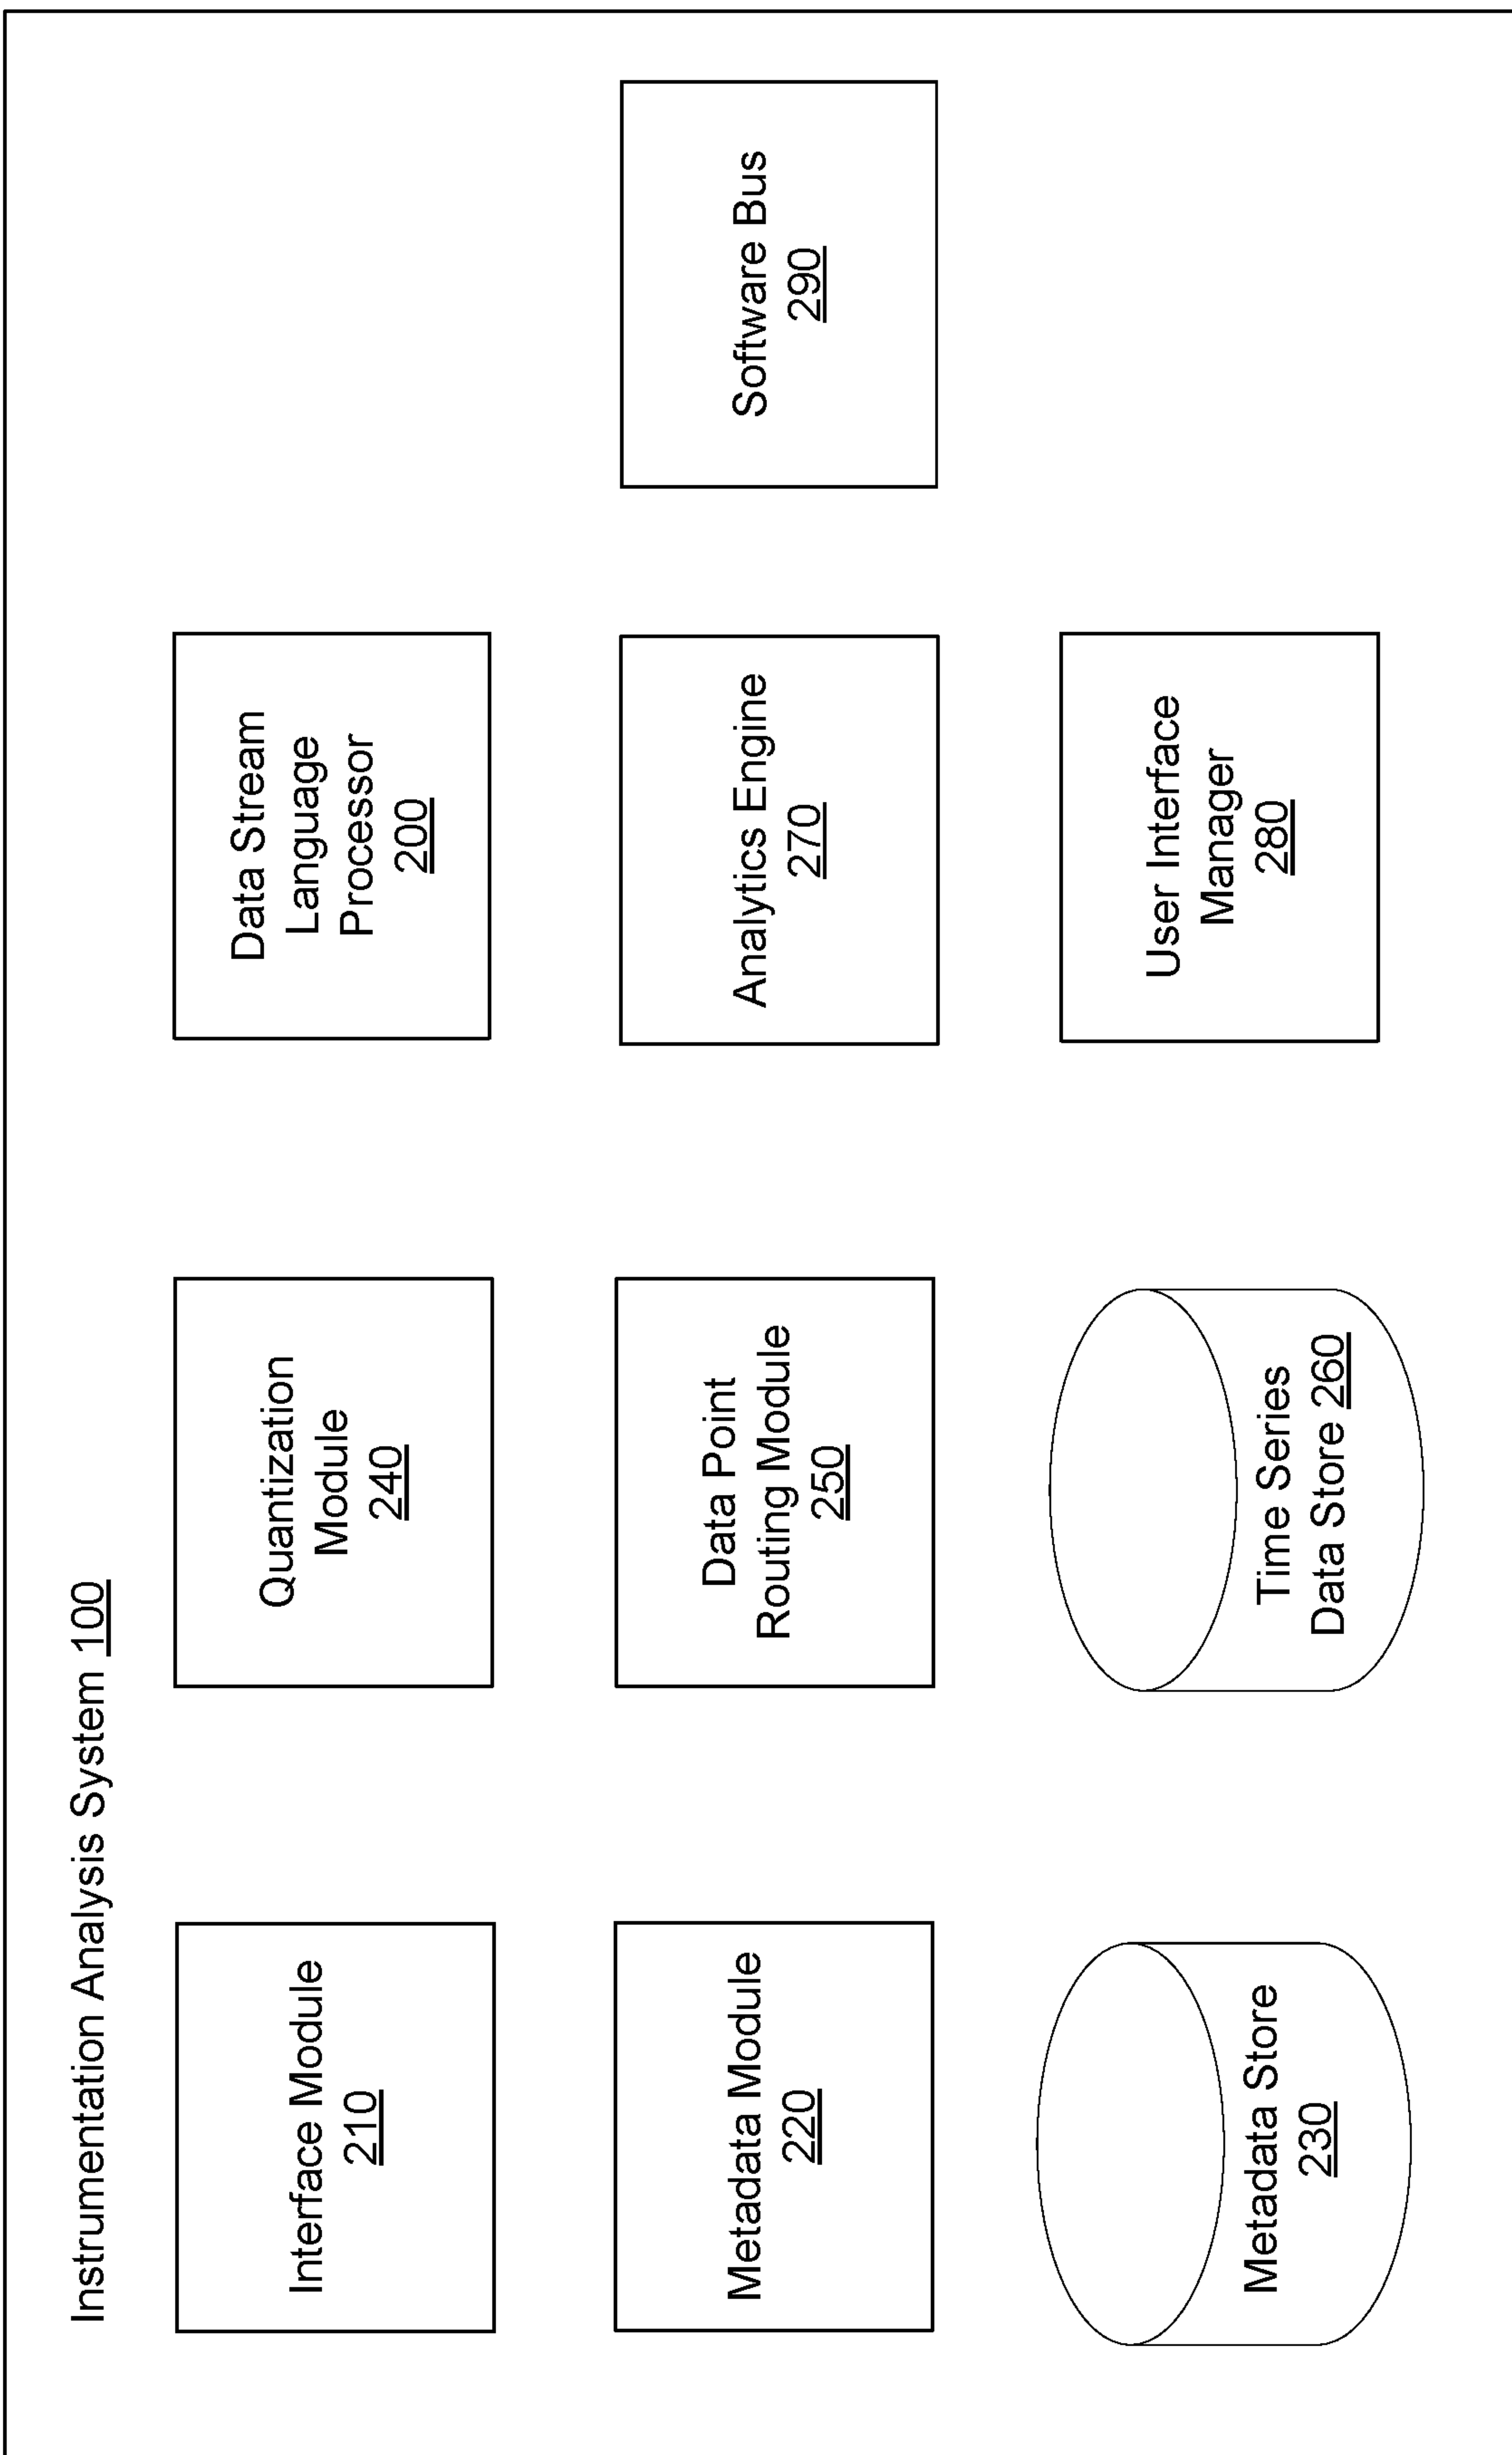 Instrumentation Analysis System 100
Interface Module
210
Quantization
Module
240
Data Stream
Language
Processor
200
Metadata Module
220
Data Point
Routing Module
250
Analytics Engine
270
Software Bus
290
Metadata Store
230
Time Series
Data Store 260
User Interface
Manager
280